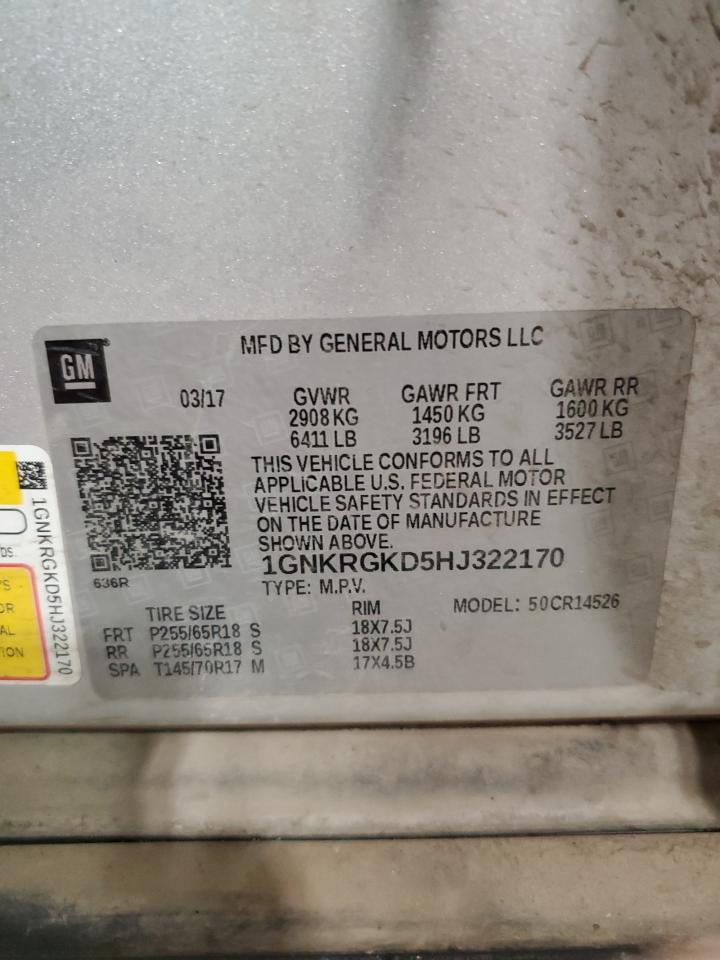 GM
MFD BY GENERAL MOTORS LLC
03/17 GVWR GAWR FRT GAWR RR
2908 KG 1450 KG 1600 KG
6411 LB 3196 LB 3527 LB
THIS VEHICLE CONFORMS TO ALL
APPLICABLE U.S. FEDERAL MOTOR
VEHICLE SAFETY STANDARDS IN EFFECT
ON THE DATE OF MANUFACTURE
SHOWN ABOVE.
1GNKRGKD5HJ322170
636R
TYPE: M.P.V.
TIRE SIZE RIM MODEL: 50CR14526
FRT P255/65R18 S 18X7.5J
RR P255/65R18 S 18X7.5J
SPA T145/70R17 M 17X4.5B
1GNKRGKD5HJ322170